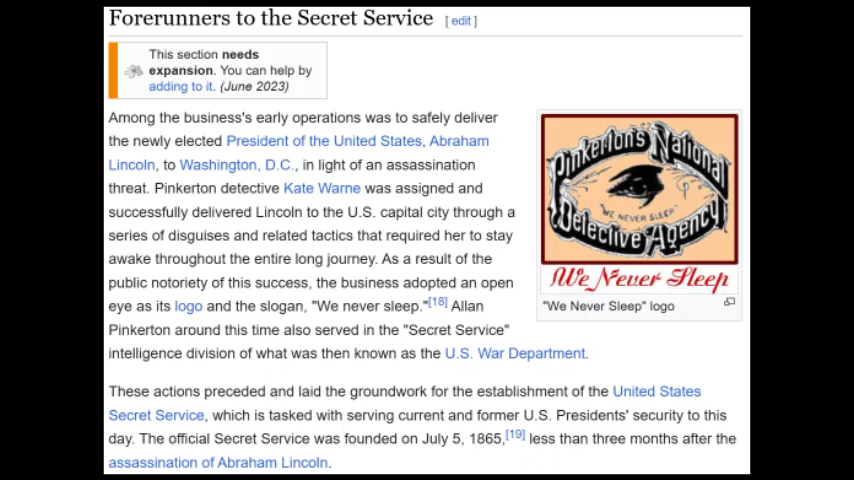 Forerunners to the Secret Service [ edit ]
This section needs
expansion. You can help by
adding to it. (June 2023)
Among the business's early operations was to safely deliver
the newly elected President of the United States, Abraham
Lincoln, to Washington, D.C., in light of an assassination
threat. Pinkerton detective Kate Warne was assigned and
successfully delivered Lincoln to the U.S. capital city through a
series of disguises and related tactics that required her to stay
awake throughout the entire long journey. As a result of the
public notoriety of this success, the business adopted an open
eye as its logo and the slogan, "We never sleep."[18] Allan
Pinkerton around this time also served in the "Secret Service"
intelligence division of what was then known as the U.S. War Department.
Pinkerton's National
"WE NEVER SLEEP"
Detective Agency
We Never Sleep
"We Never Sleep" logo
These actions preceded and laid the groundwork for the establishment of the United States
Secret Service, which is tasked with serving current and former U.S. Presidents' security to this
day. The official Secret Service was founded on July 5, 1865,[19] less than three months after the
assassination of Abraham Lincoln.